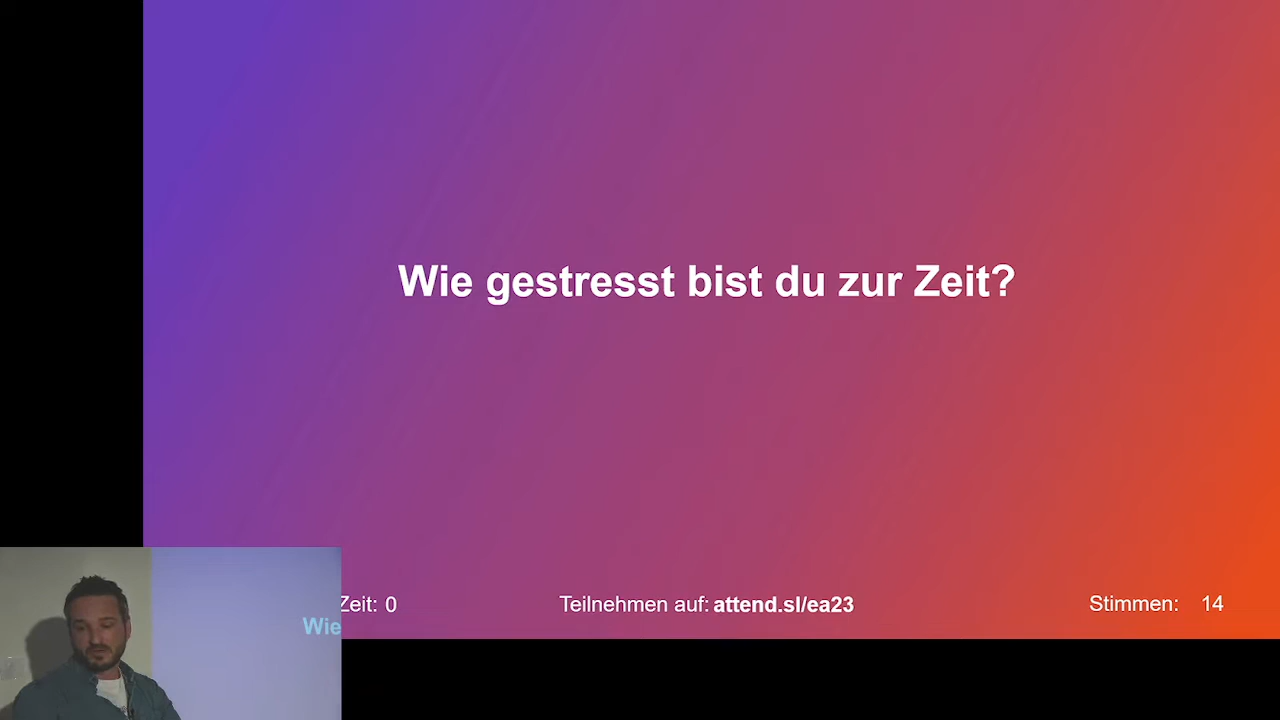 Wie gestresst bist du zur Zeit?
Zeit: 0
Teilnehmen auf: attend.sl/ea23
Stimmen: 14
Wie